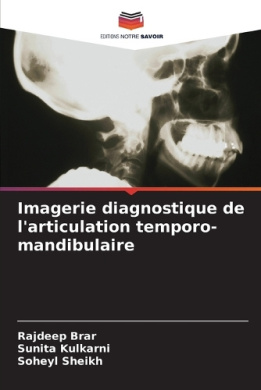 EDITIONS NOTRE SAVOIR
Imagerie diagnostique de
l'articulation temporo-
mandibulaire
Rajdeep Brar
Sunita Kulkarni
Soheyl Sheikh